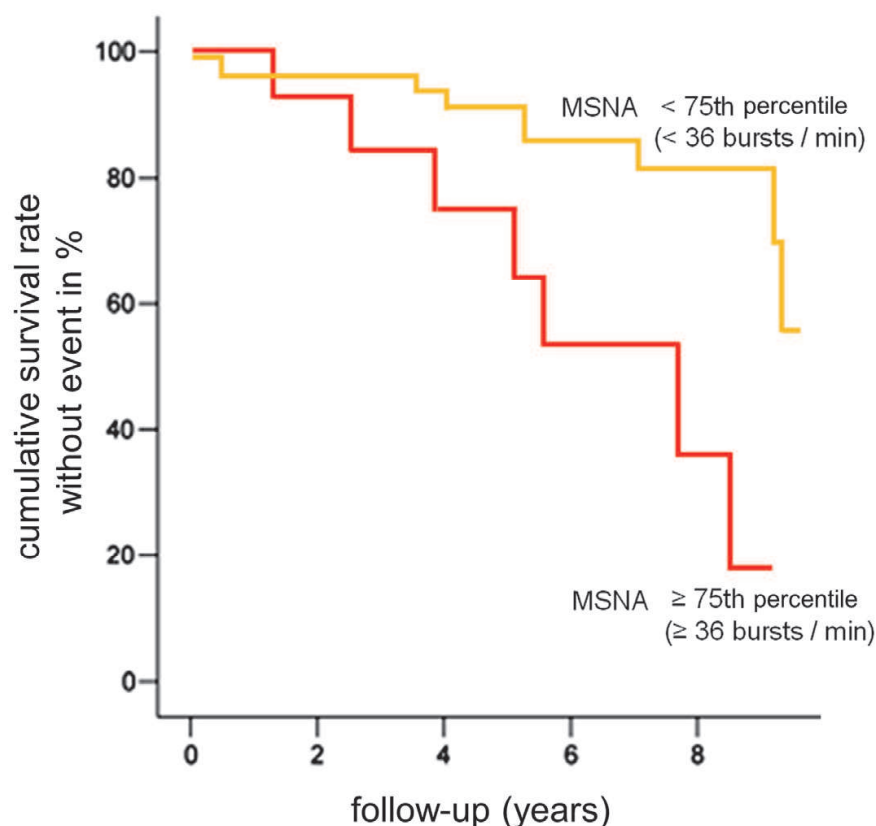 cumulative survival rate
without event in %
100
80
60
40
20
0
MSNA < 75th percentile
(< 36 bursts / min)
MSNA ≥ 75th percentile
(≥ 36 bursts / min)
0 2 4 6 8
follow-up (years)